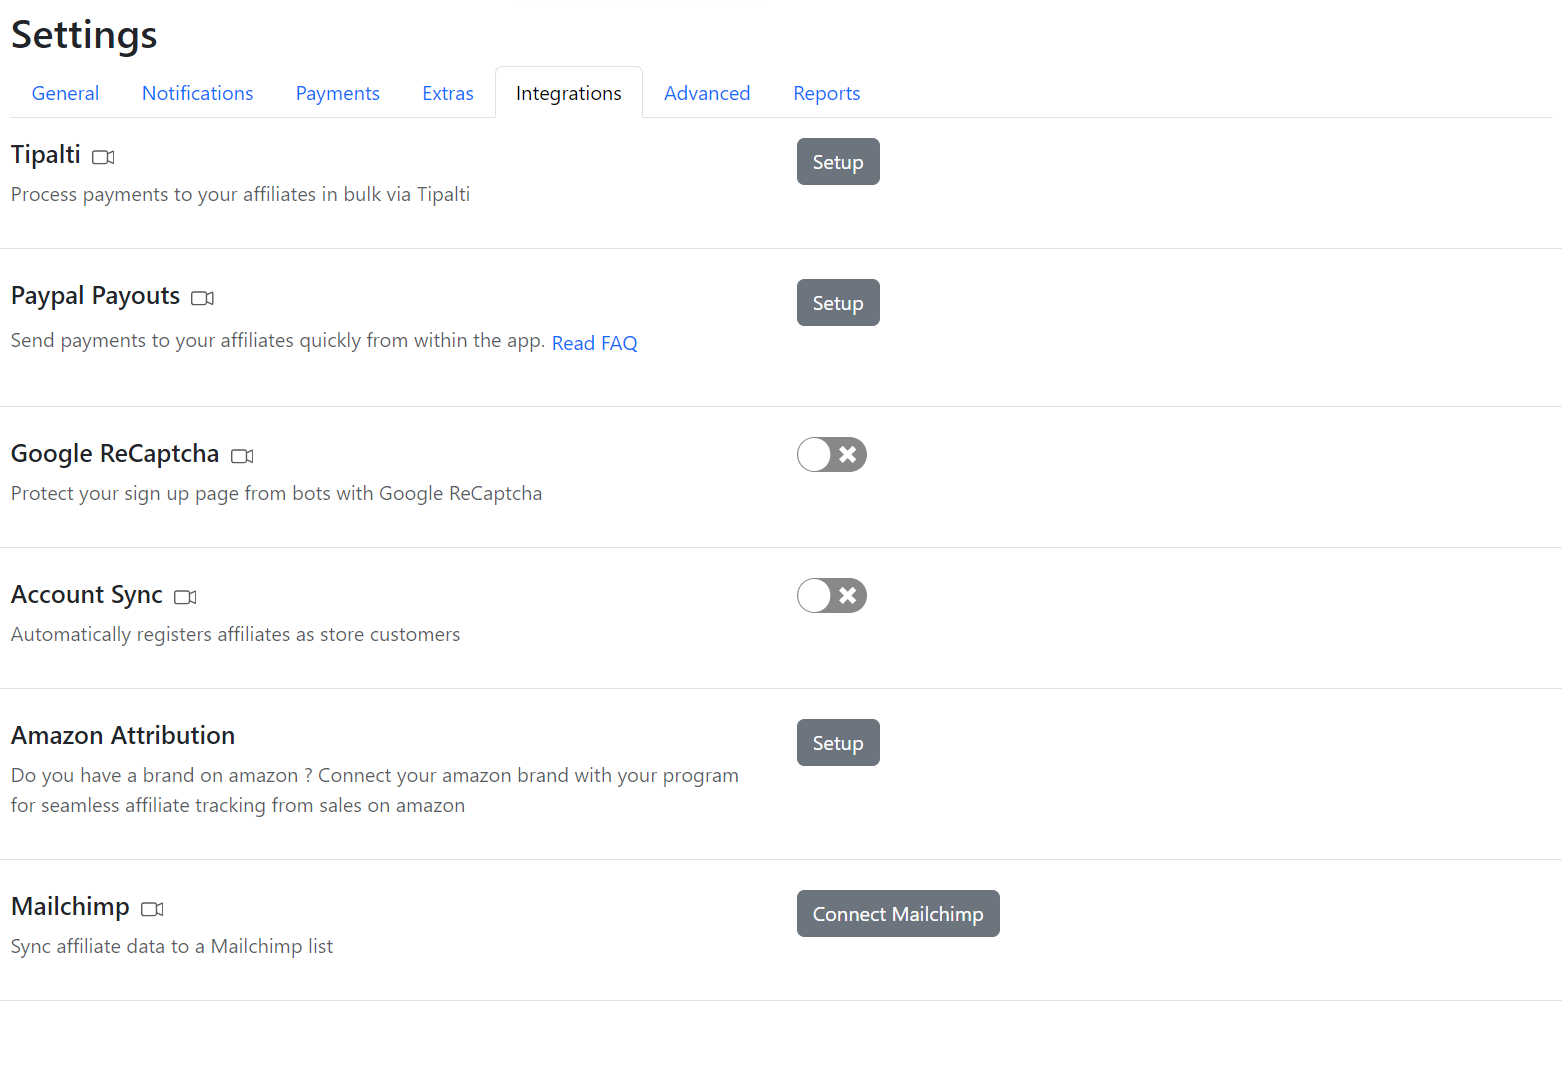 Settings
General Notifications Payments Extras Integrations Advanced Reports
Tipalti
Setup
Process payments to your affiliates in bulk via Tipalti
Paypal Payouts
Setup
Send payments to your affiliates quickly from within the app. Read FAQ
Google ReCaptcha
Protect your sign up page from bots with Google ReCaptcha
Account Sync
Automatically registers affiliates as store customers
Amazon Attribution
Setup
Do you have a brand on amazon ? Connect your amazon brand with your program
for seamless affiliate tracking from sales on amazon
Mailchimp
Connect Mailchimp
Sync affiliate data to a Mailchimp list